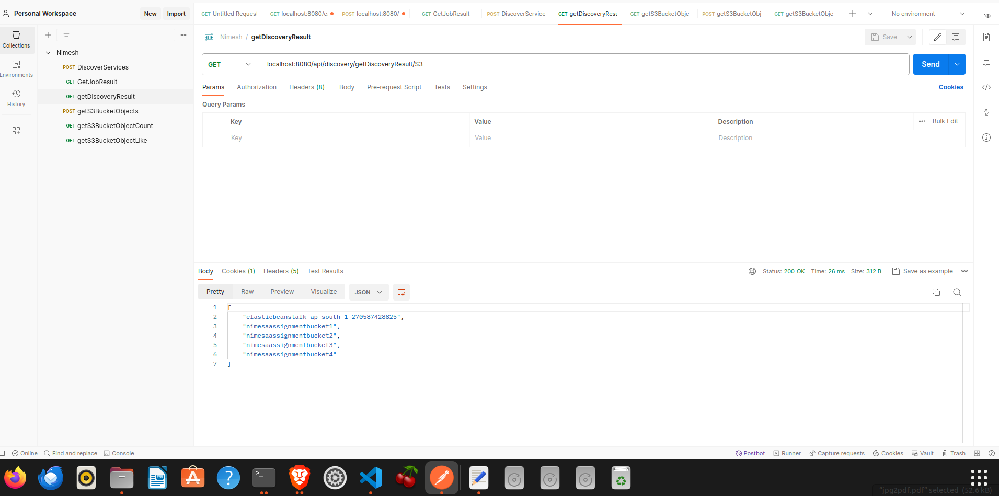 Personal Workspace
New
Import
GET Untitled Request
GET localhost:8080/e
POST localhost:8080/
GET GetJobResult
POST DiscoverService
GET getDiscoveryResu
GET getS3BucketObje
POST getS3BucketObj
GET getS3BucketObje
No environment
Collections
Environments
History
Nimesh
POST DiscoverServices
GET GetJobResult
GET getDiscoveryResult
POST getS3BucketObjects
GET getS3BucketObjectCount
GET getS3BucketObjectLike
HTTP
Nimesh / getDiscoveryResult
Save
GET
localhost:8080/api/discovery/getDiscoveryResult/S3
Send
Params
Authorization
Headers (8)
Body
Pre-request Script
Tests
Settings
Cookies
Query Params
Key
Value
Description
Bulk Edit
Key
Value
Description
Body
Cookies (1)
Headers (5)
Test Results
Status: 200 OK
Time: 26 ms
Size: 312 B
Save as example
Pretty
Raw
Preview
Visualize
JSON
1 [
2 "elasticbeanstalk-ap-south-1-270587428825",
3 "nimesaassignmentbucket1",
4 "nimesaassignmentbucket2",
5 "nimesaassignmentbucket3",
6 "nimesaassignmentbucket4"
7 ]
Online
Find and replace
Console
Postbot
Runner
Capture requests
Cookies
Vault
Trash
"jpg2pdf.pdf" selected (52.6 kB)